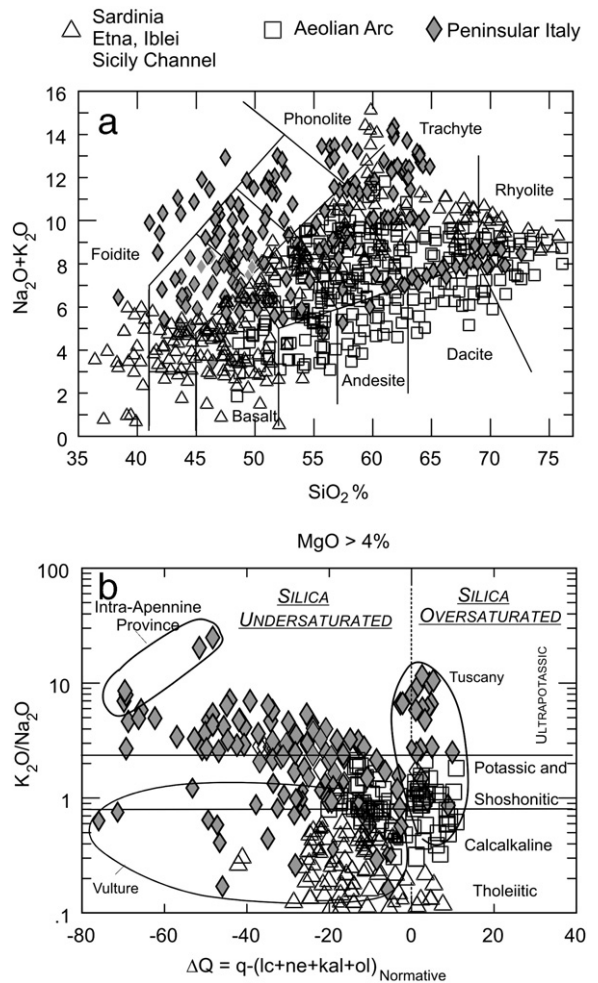 Sardinia
Etna, Iblei
Sicily Channel
Aeolian Arc
Peninsular Italy
a
Phonolite
Trachyte
Rhyolite
Foidite
Dacite
Andesite
Basalt
Na2O+K2O
16
14
12
10
8
6
4
2
0
35 40 45 50 55 60 65 70 75
SiO2 %
MgO > 4%
b
Intra-Apennine
Province
SILICA
UNDERSATURATED
SILICA
OVERSATURATED
Tuscany
ULTRAPOTASSIC
Potassic and
Shoshonitic
Calcalkaline
Tholeiitic
Vulture
K2O/Na2O
100
10
1
.1
-80 -60 -40 -20 0 20 40
ΔQ = q-(lc+ne+kal+ol)Normative